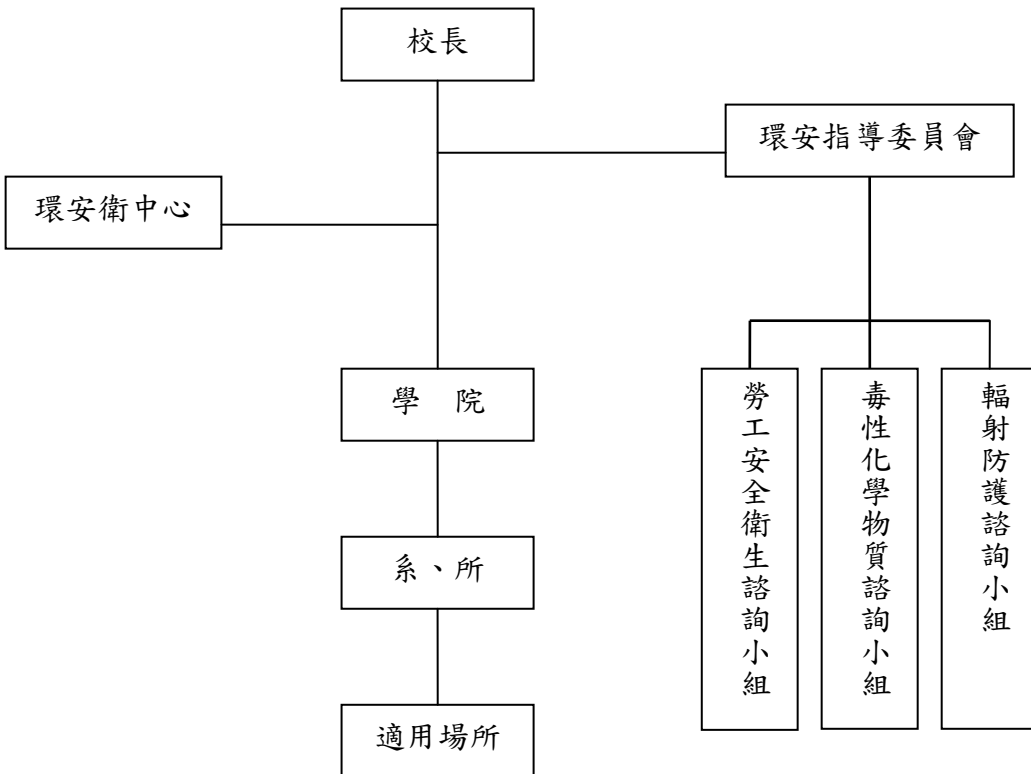 校長
環安指導委員會
環安衛中心
學　院
勞工安全衛生諮詢小組
毒性化學物質諮詢小組
輻射防護諮詢小組
系、所
適用場所